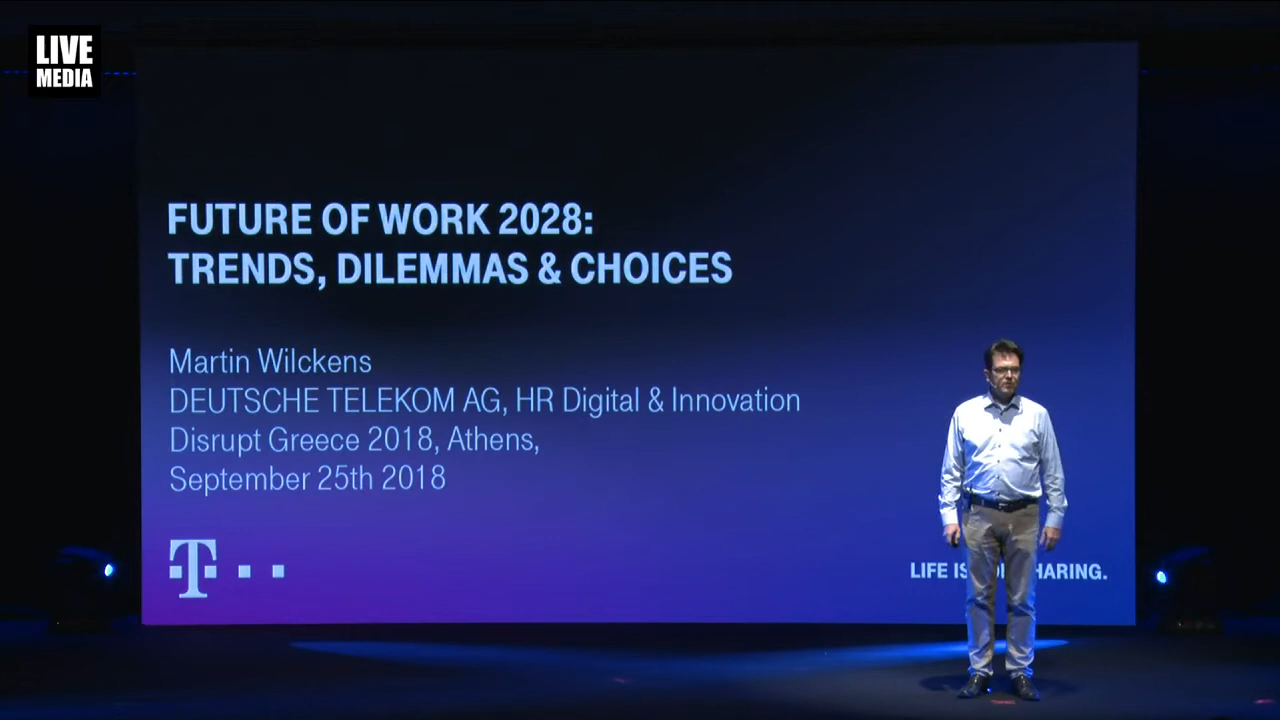 LIVE
MEDIA
FUTURE OF WORK 2028:
TRENDS, DILEMMAS & CHOICES
Martin Wilckens
DEUTSCHE TELEKOM AG, HR Digital & Innovation
Disrupt Greece 2018, Athens,
September 25th 2018
T
LIFE IS
HARING.